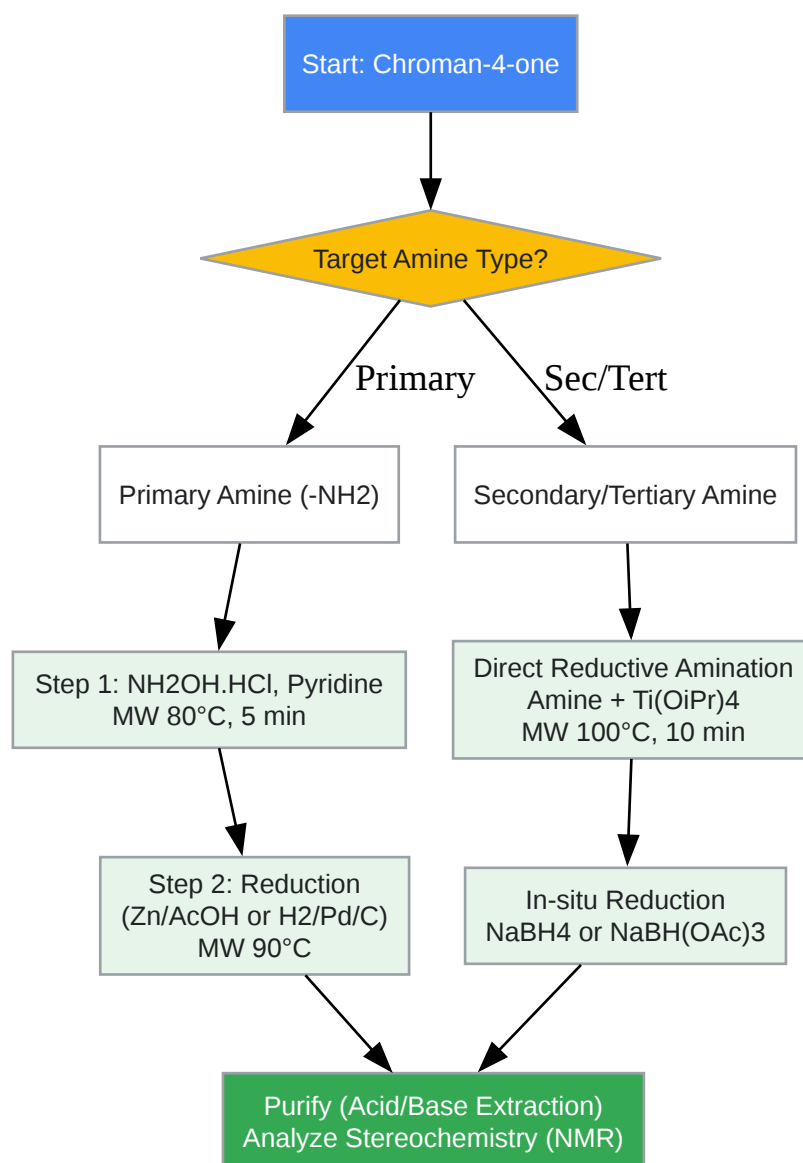 Start: Chroman-4-one
Target Amine Type?
Primary
Sec/Tert
Primary Amine (-NH2)
Secondary/Tertiary Amine
Step 1: NH2OH.HCl, Pyridine
MW 80°C, 5 min
Direct Reductive Amination
Amine + Ti(OiPr)4
MW 100°C, 10 min
Step 2: Reduction
(Zn/AcOH or H2/Pd/C)
MW 90°C
In-situ Reduction
NaBH4 or NaBH(OAc)3
Purify (Acid/Base Extraction)
Analyze Stereochemistry (NMR)